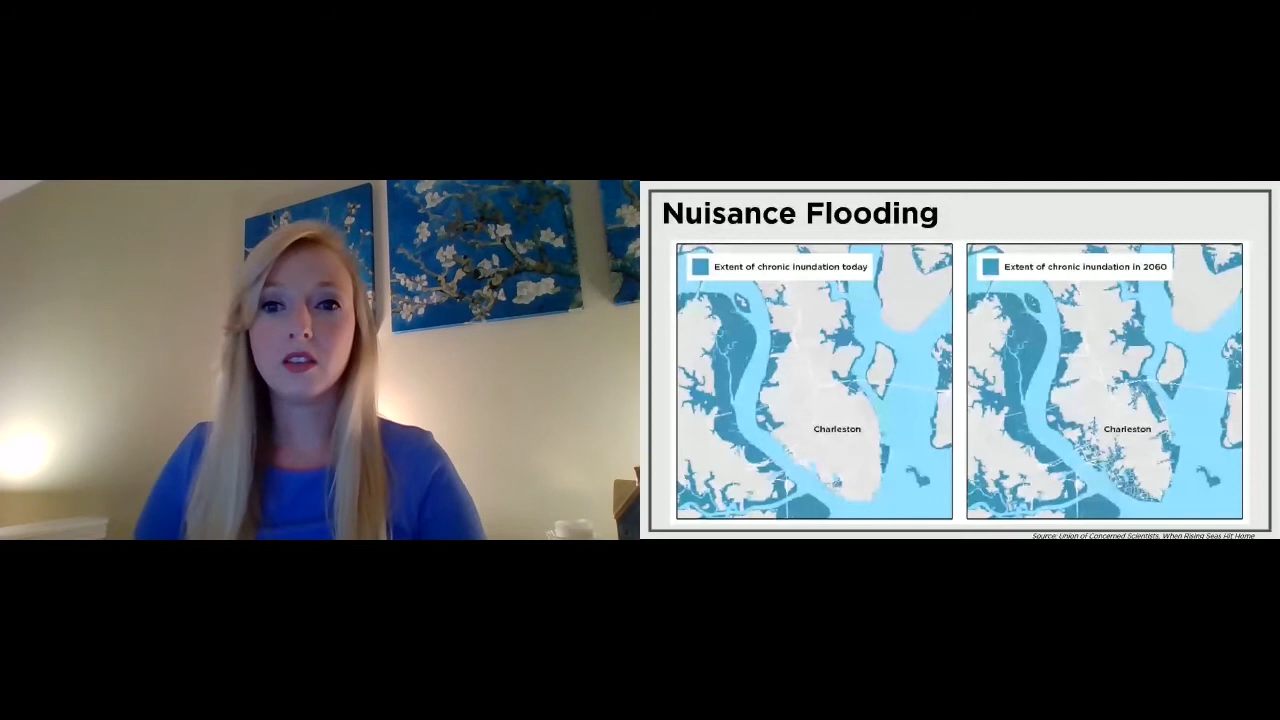 Nuisance Flooding
Extent of chronic inundation today
Extent of chronic inundation in 2060
Charleston
Charleston
Source: Union of Concerned Scientists, When Rising Seas Hit Home